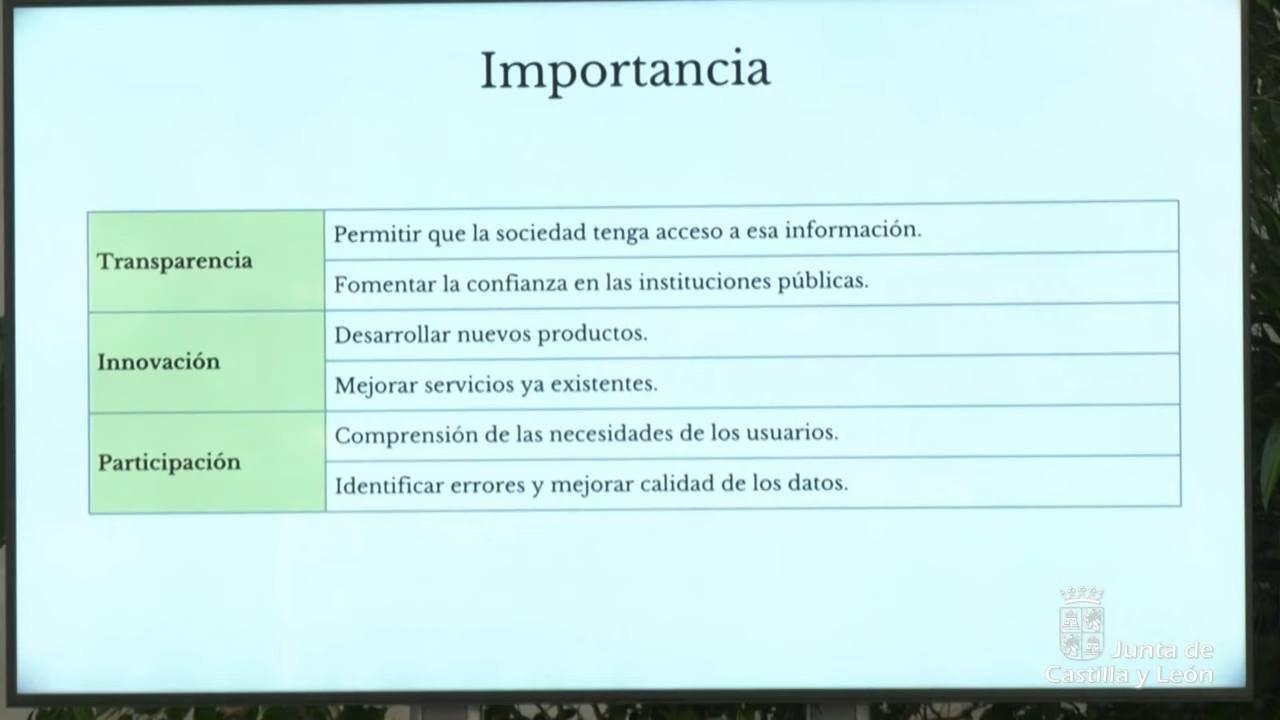 Importancia
Transparencia
Permitir que la sociedad tenga acceso a esa información.
Fomentar la confianza en las instituciones públicas.
Innovación
Desarrollar nuevos productos.
Mejorar servicios ya existentes.
Participación
Comprensión de las necesidades de los usuarios.
Identificar errores y mejorar calidad de los datos.
Junta de
Castilla y León